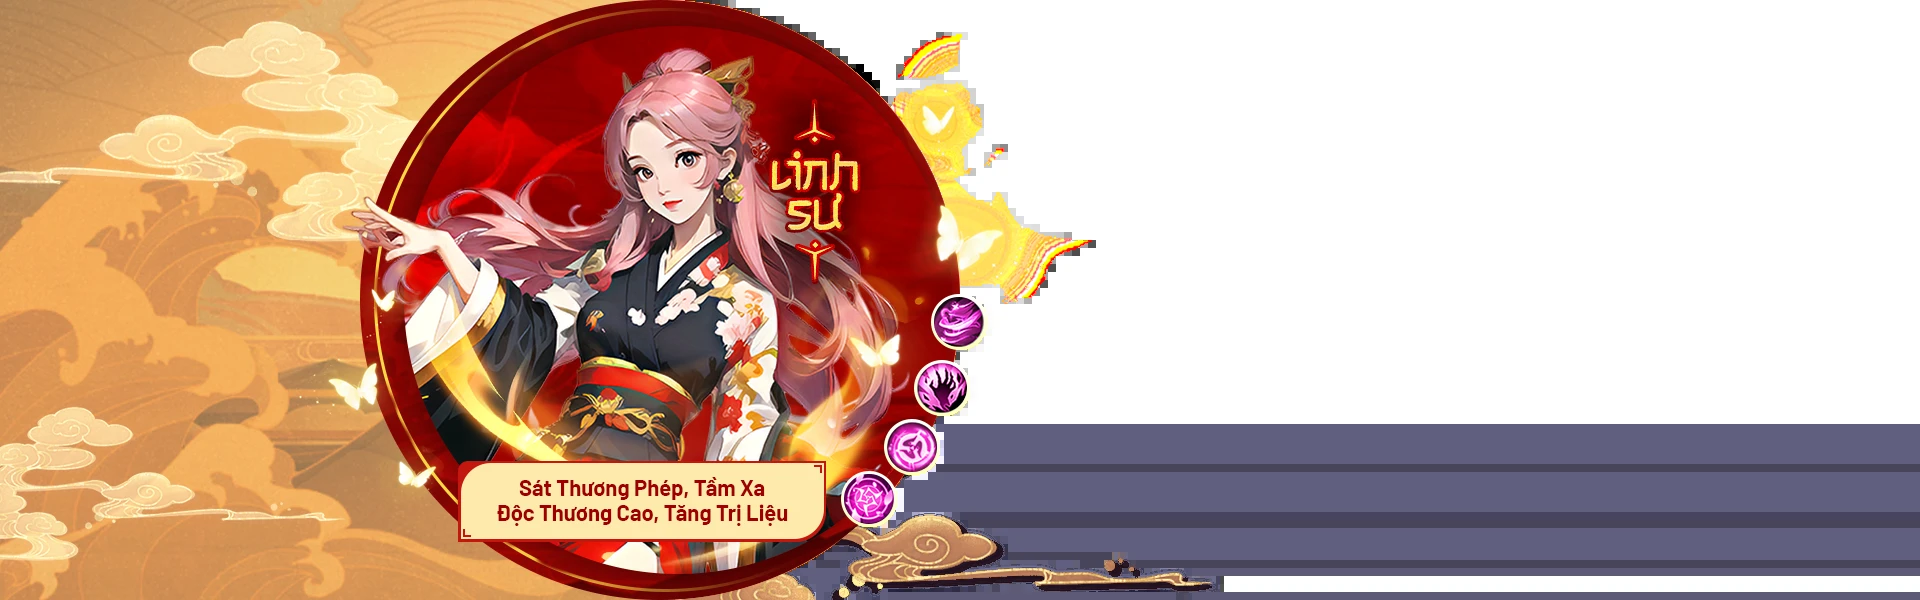 Linh
Sư
Sát Thương Phép, Tầm Xa
Độc Thương Cao, Tăng Trị Liệu